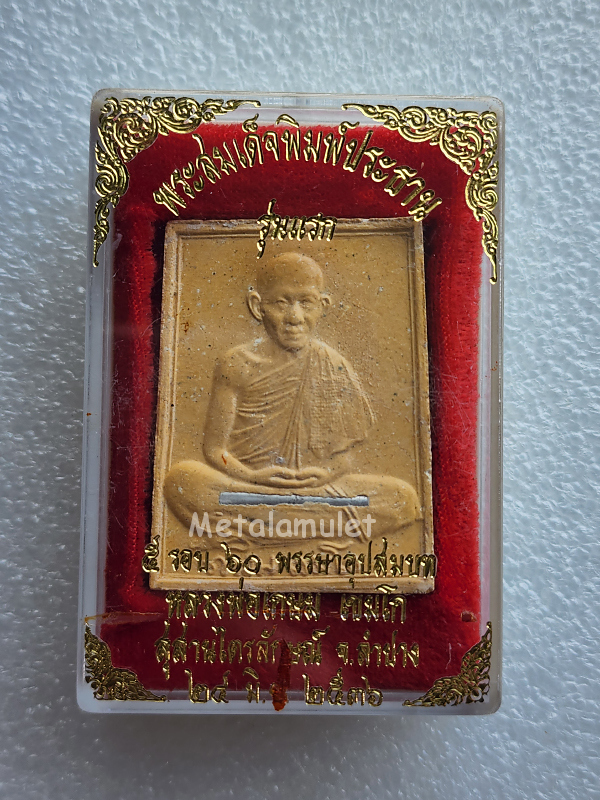 พระสมเด็จพิมพ์ประธาน
รุ่นแรก
Metalamulet
๕ รอบ ๖๐ พรรษาอุปสมบท
หลวงพ่อเกษม เขมโก
สุสานไตรลักษณ์ จ.ลำปาง
๒๘ พ.ย. ๒๕๓๖